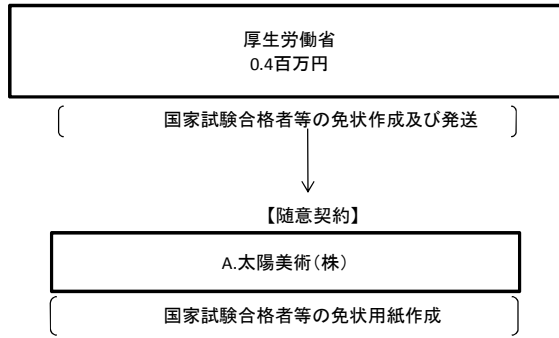 厚生労働省
0.4百万円
国家試験合格者等の免状作成及び発送
【随意契約】
A.太陽美術（株）
国家試験合格者等の免状用紙作成